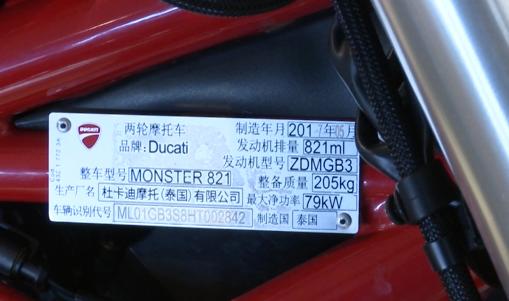 DUCATI
两轮摩托车 制造年月 201-7年05月
品牌: Ducati 发动机排量 821ml
发动机型号 ZDMGB3
整车型号 MONSTER 821 整备质量 205kg
生产厂名 杜卡迪摩托(泰国)有限公司 最大净功率 79kW
车辆识别代号 ML01GB3S8HT002842 制造国 泰国